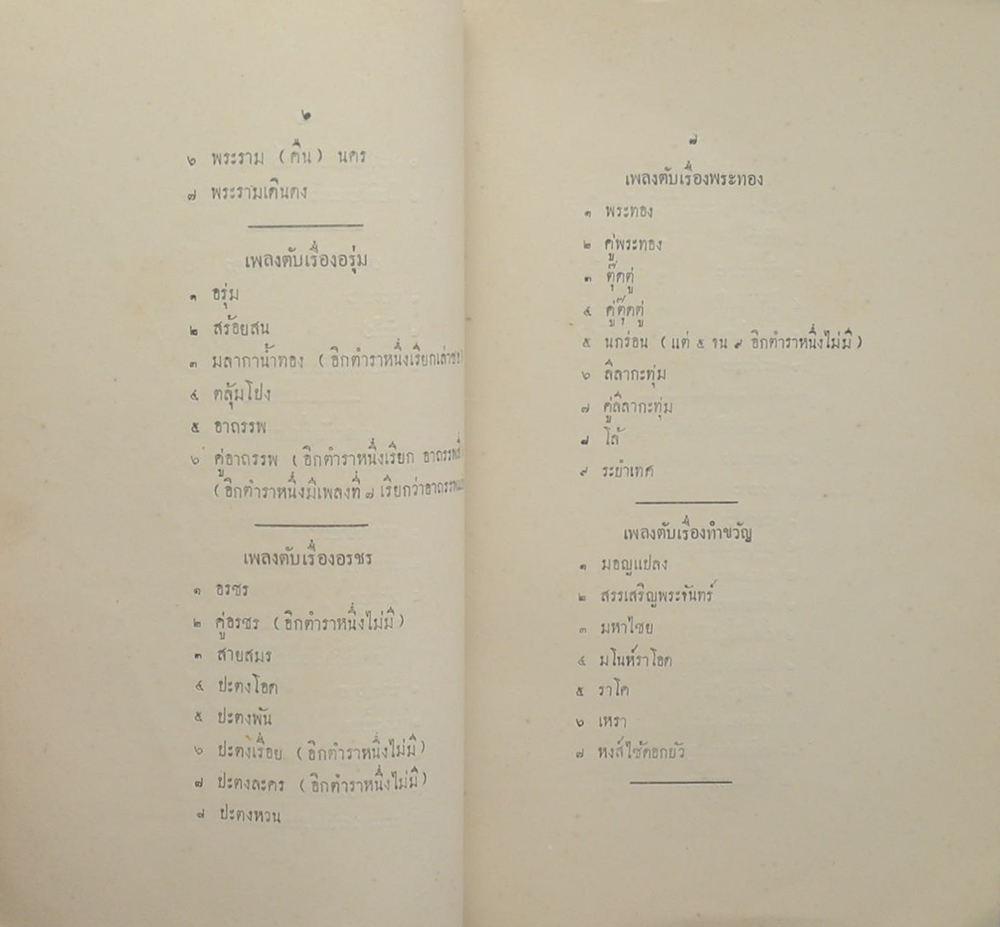 ๖
๖ พระราม (คืน) นคร
๗ พระรามเดินดง
เพลงตับเรื่องอรุ่ม
๑ อรุ่ม
๒ สร้อยสน
๓ มลากาน้ำทอง (อีกตำราหนึ่งเรียก
๔ ตลุ้มโปง
๕ อาถรรพ
๖ คู่อาถรรพ (อีกตำราหนึ่งเรียก อาถรรพ
(อีกตำราหนึ่งมีเพลงที่ ๗ เรียกว่าอาถรรพ
เพลงตับเรื่องอรชร
๑ อรชร
๒ คู่อรชร (อีกตำราหนึ่งไม่มี)
๓ สายสมร
๔ ปะตงโอด
๕ ปะตงพัน
๖ ปะตงเรื่อย (อีกตำราหนึ่งไม่มี)
๗ ปะตงละคร (อีกตำราหนึ่งไม่มี)
๘ ปะตงหวน
๗
เพลงตับเรื่องพระทอง
๑ พระทอง
๒ คู่พระทอง
๓ ตุ๊ดตู่
๔ คู่ตุ๊ดตู่
๕ นกร่อน (แต่ ๕ จน ๙ อีกตำราหนึ่งไม่มี)
๖ ลีลากะทุ่ม
๗ คู่ลีลากะทุ่ม
๘ โล้
๙ ระยำเทศ
เพลงตับเรื่องทำขวัญ
๑ มอญแปลง
๒ สรรเสริญพระจันทร์
๓ มหาไชย
๔ มโนห์ราโอด
๕ ราโค
๖ เหรา
๗ หงส์ไซ้ดอกบัว